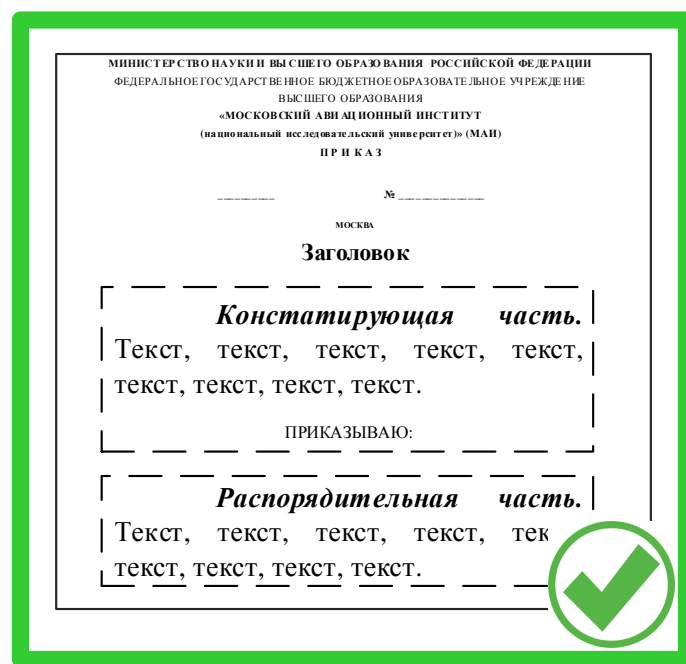 МИНИСТЕРСТВО НАУКИ И ВЫСШЕГО ОБРАЗОВАНИЯ РОССИЙСКОЙ ФЕДЕРАЦИИ
ФЕДЕРАЛЬНОЕ ГОСУДАРСТВЕННОЕ БЮДЖЕТНОЕ ОБРАЗОВАТЕЛЬНОЕ УЧРЕЖДЕНИЕ
ВЫСШЕГО ОБРАЗОВАНИЯ
«МОСКОВСКИЙ АВИАЦИОННЫЙ ИНСТИТУТ
(национальный исследовательский университет)» (МАИ)
П Р И К А З
__________ № _______________
МОСКВА
Заголовок
Констатирующая часть.
Текст, текст, текст, текст, текст,
текст, текст, текст, текст.
ПРИКАЗЫВАЮ:
Распорядительная часть.
Текст, текст, текст, текст,
текст, текст, текст, текст.